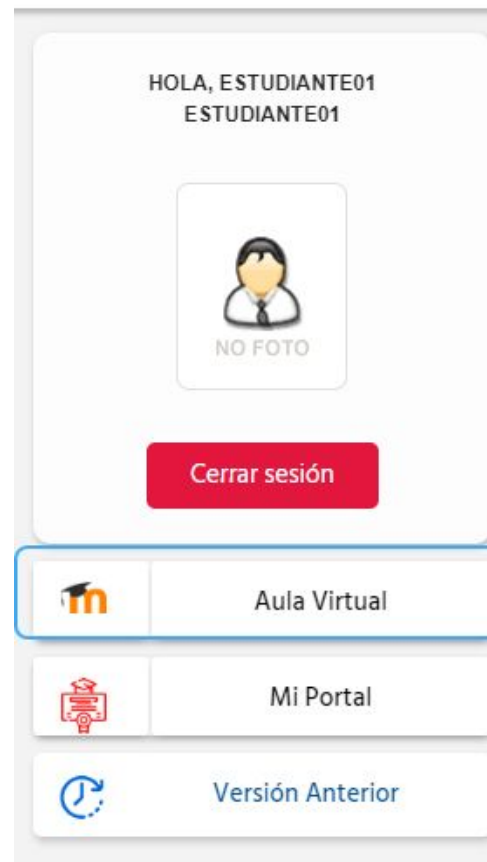 HOLA, ESTUDIANTE01
ESTUDIANTE01
NO FOTO
Cerrar sesión
Aula Virtual
Mi Portal
Versión Anterior